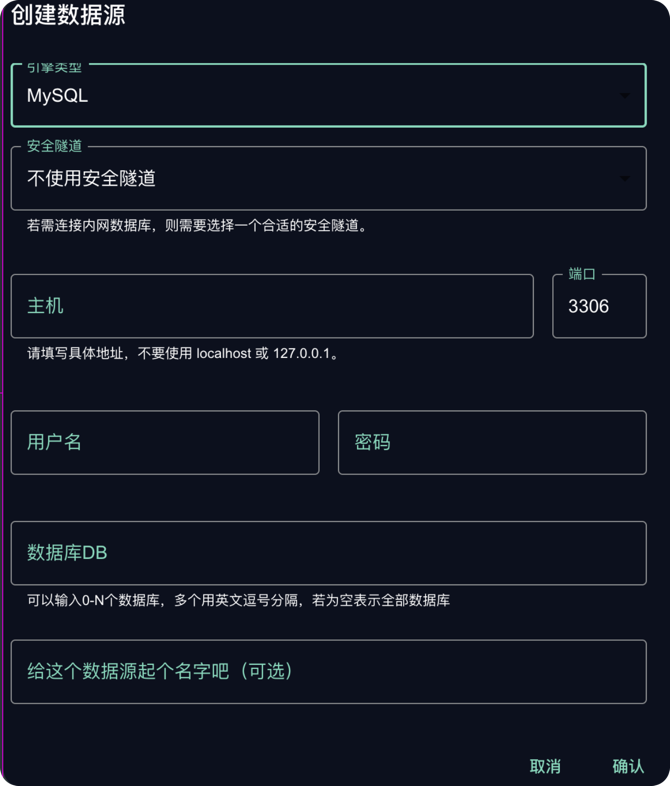 创建数据源
引擎类型
MySQL
安全隧道
不使用安全隧道
若需连接内网数据库，则需要选择一个合适的安全隧道。
主机
端口
3306
请填写具体地址，不要使用 localhost 或 127.0.0.1。
用户名
密码
数据库DB
可以输入0-N个数据库，多个用英文逗号分隔，若为空表示全部数据库
给这个数据源起个名字吧（可选）
取消
确认